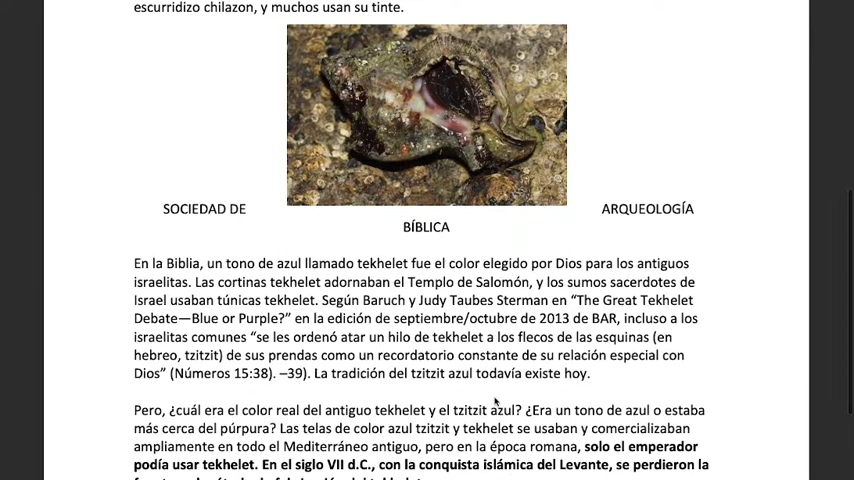 escurridizo chilazon, y muchos usan su tinte.
SOCIEDAD DE ARQUEOLOGÍA
BÍBLICA
En la Biblia, un tono de azul llamado tekhelet fue el color elegido por Dios para los antiguos
israelitas. Las cortinas tekhelet adornaban el Templo de Salomón, y los sumos sacerdotes de
Israel usaban túnicas tekhelet. Según Baruch y Judy Taubes Sterman en “The Great Tekhelet
Debate—Blue or Purple?” en la edición de septiembre/octubre de 2013 de BAR, incluso a los
israelitas comunes “se les ordenó atar un hilo de tekhelet a los flecos de las esquinas (en
hebreo, tzitzit) de sus prendas como un recordatorio constante de su relación especial con
Dios” (Números 15:38). –39). La tradición del tzitzit azul todavía existe hoy.
Pero, ¿cuál era el color real del antiguo tekhelet y el tzitzit azul? ¿Era un tono de azul o estaba
más cerca del púrpura? Las telas de color azul tzitzit y tekhelet se usaban y comercializaban
ampliamente en todo el Mediterráneo antiguo, pero en la época romana, solo el emperador
podía usar tekhelet. En el siglo VII d.C., con la conquista islámica del Levante, se perdieron la